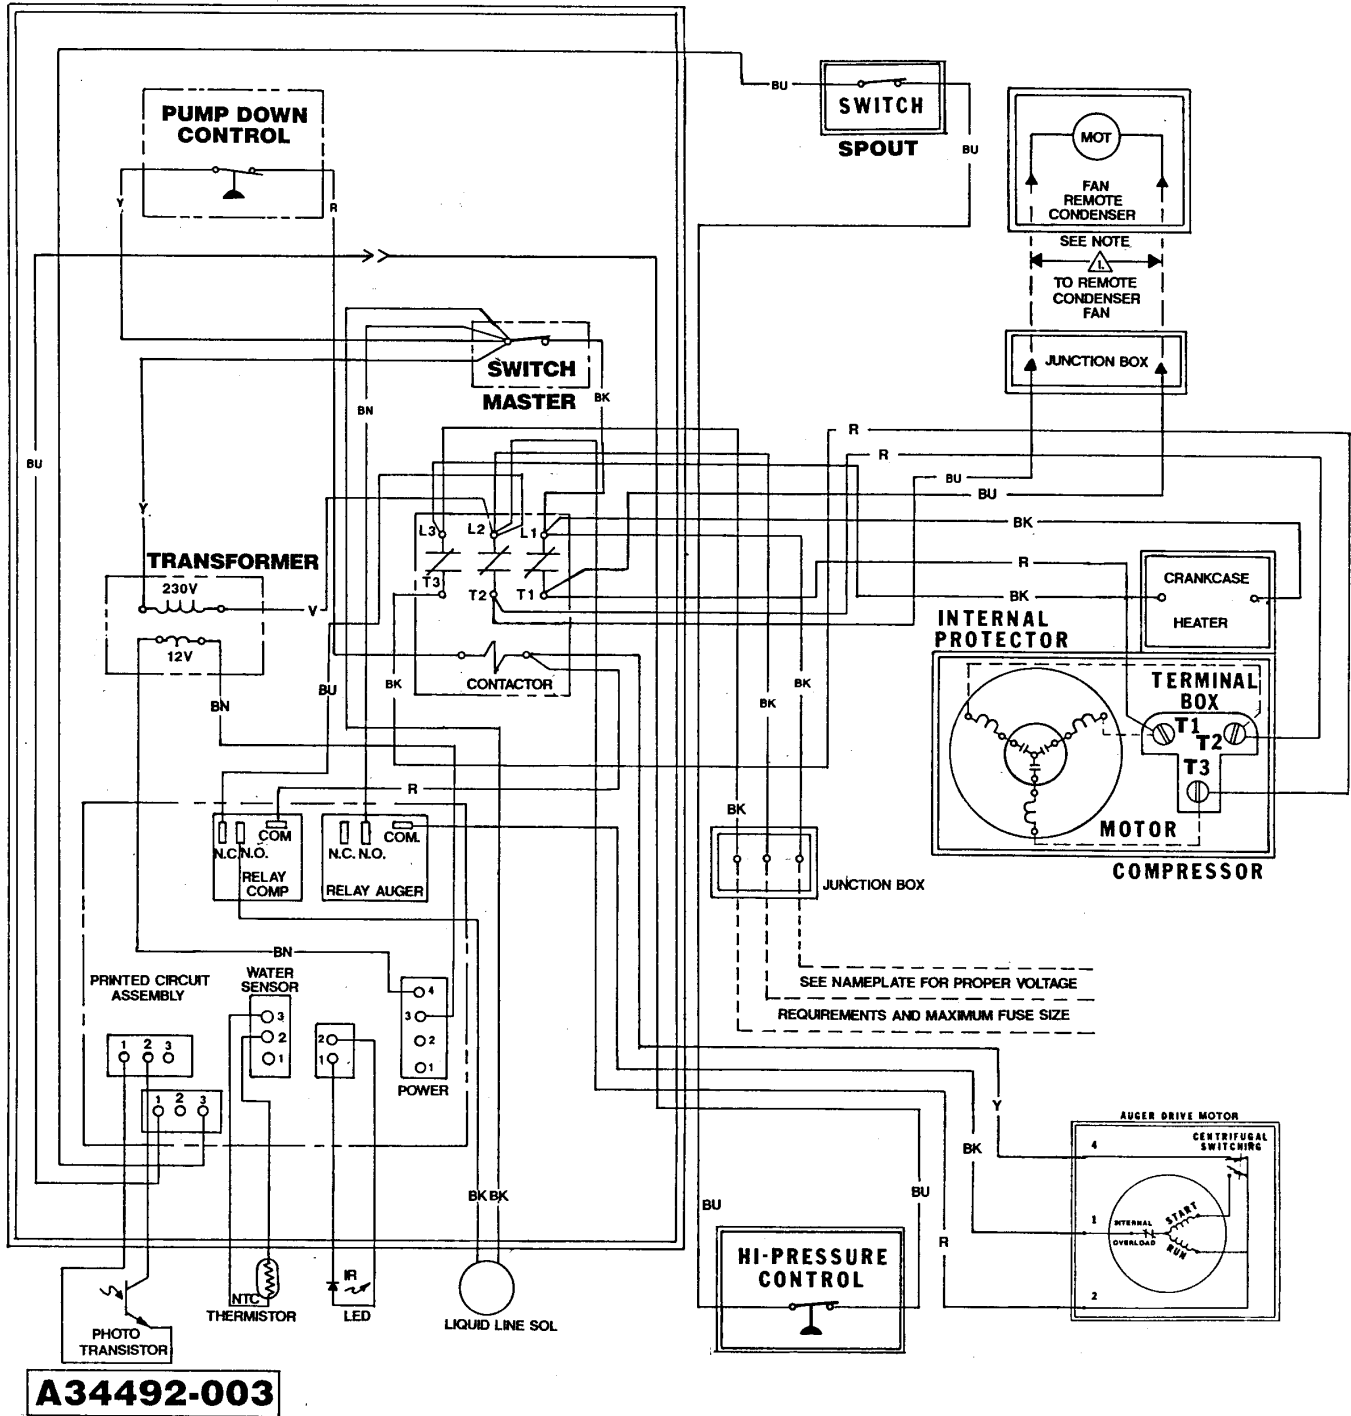 PUMP DOWN
CONTROL
Y
R
BU
SWITCH
SPOUT
BU
MOT
FAN
REMOTE
CONDENSER
SEE NOTE
1.
TO REMOTE
CONDENSER
FAN
JUNCTION BOX
SWITCH
MASTER
BK
BN
BU
Y
R
R
BU
BU
BK
R
BK
L3
L2
L1
T3
T2
T1
CONTACTOR
TRANSFORMER
230V
V
12V
BN
BU
BK
BK
BK
CRANKCASE
HEATER
INTERNAL
PROTECTOR
TERMINAL
BOX
T1
T2
T3
MOTOR
COMPRESSOR
R
BK
N.C.
N.O.
COM
RELAY
COMP
N.C.
N.O.
COM.
RELAY AUGER
JUNCTION BOX
BN
PRINTED CIRCUIT
ASSEMBLY
WATER
SENSOR
3
2
1
2
1
4
3
2
1
POWER
1 2 3
1 2 3
SEE NAMEPLATE FOR PROPER VOLTAGE
REQUIREMENTS AND MAXIMUM FUSE SIZE
Y
BK
R
BU
BU
BK
BK
AUGER DRIVE MOTOR
CENTRIFUGAL
SWITCHING
4
1
2
INTERNAL
OVERLOAD
START
RUN
HI-PRESSURE
CONTROL
PHOTO
TRANSISTOR
NTC
THERMISTOR
IR
LED
LIQUID LINE SOL
A34492-003